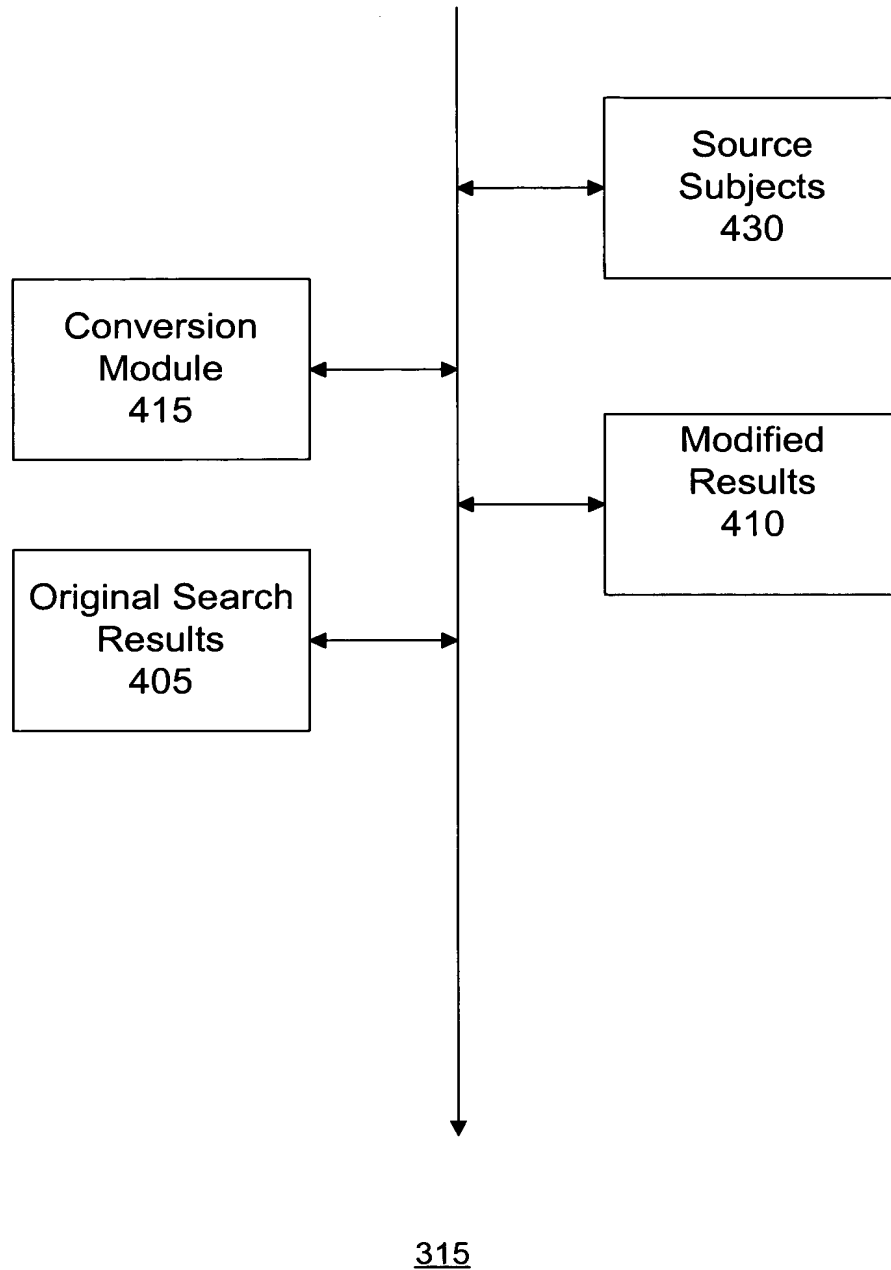 Source
Subjects
430
Conversion
Module
415
Modified
Results
410
Original Search
Results
405
315